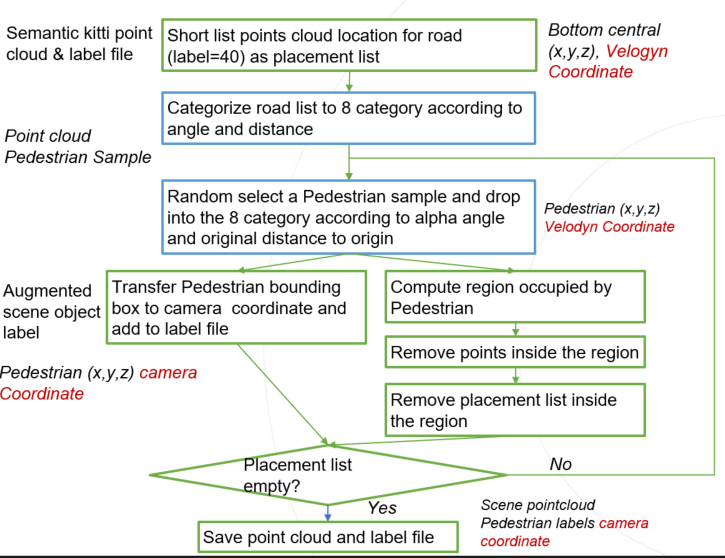 Semantic kitti point
cloud & label file
Short list points cloud location for road
(label=40) as placement list
Bottom central
(x,y,z), Velogyn
Coordinate
Categorize road list to 8 category according to
angle and distance
Point cloud
Pedestrian Sample
Random select a Pedestrian sample and drop
into the 8 category according to alpha angle
and original distance to origin
Pedestrian (x,y,z)
Velodyn Coordinate
Augmented
scene object
label
Transfer Pedestrian bounding
box to camera coordinate and
add to label file
Compute region occupied by
Pedestrian
Remove points inside the region
Pedestrian (x,y,z) camera
Coordinate
Remove placement list inside
the region
Placement list
empty?
No
Yes
Save point cloud and label file
Scene pointcloud
Pedestrian labels camera
coordinate